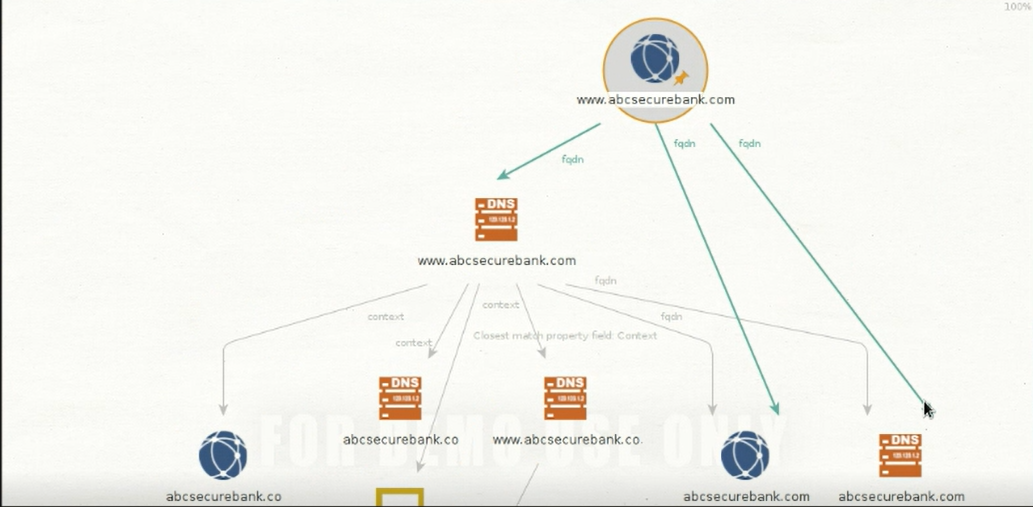 100%
www.abcsecurebank.com
fqdn
fqdn
fqdn
DNS
www.abcsecurebank.com
fqdn
context
context
fqdn
context
Closest match property field: Context
DNS
DNS
abcsecurebank.co
www.abcsecurebank.co.
FOR DEMO USE ONLY
DNS
abcsecurebank.co
abcsecurebank.com
abcsecurebank.com